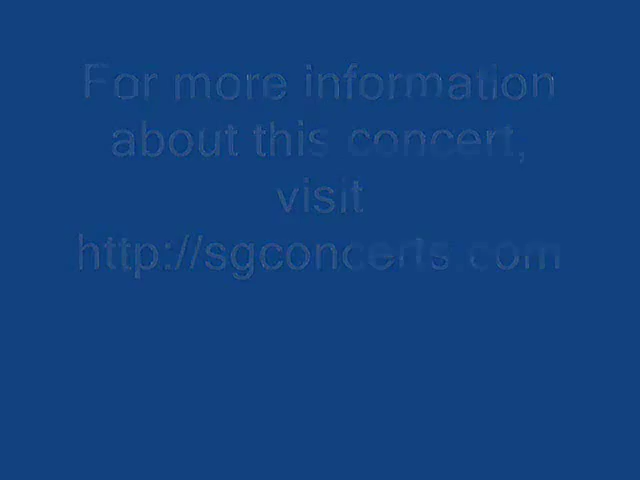 For more information
about this concert,
visit
http://sgconcerts.com